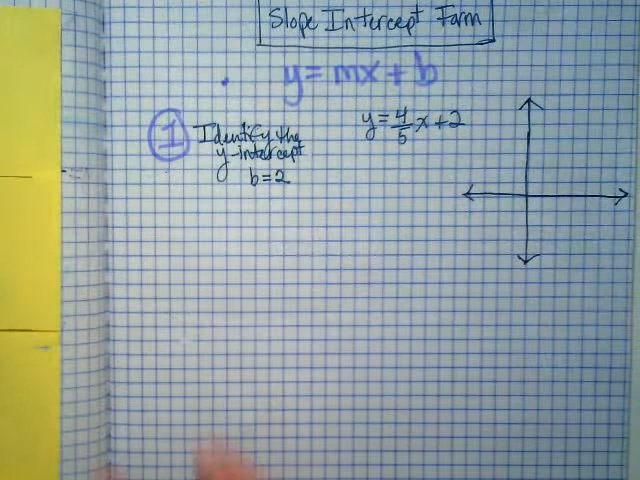 Slope Intercept Form
y = mx + b
y = 4/5 x + 2
1 Identify the
y-intercept
b = 2